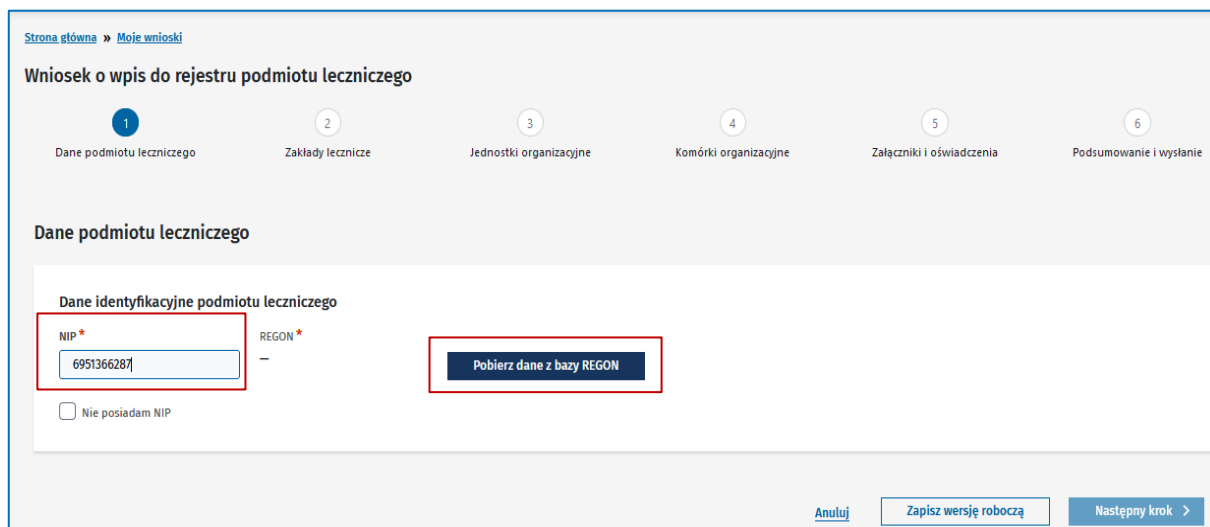 Strona główna » Moje wnioski
Wniosek o wpis do rejestru podmiotu leczniczego
1 2 3 4 5 6
Dane podmiotu leczniczego Zakłady lecznicze Jednostki organizacyjne Komórki organizacyjne Załączniki i oświadczenia Podsumowanie i wysłanie
Dane podmiotu leczniczego
Dane identyfikacyjne podmiotu leczniczego
NIP * REGON *
6951366287 – Pobierz dane z bazy REGON
Nie posiadam NIP
Anuluj Zapisz wersję roboczą Następny krok >